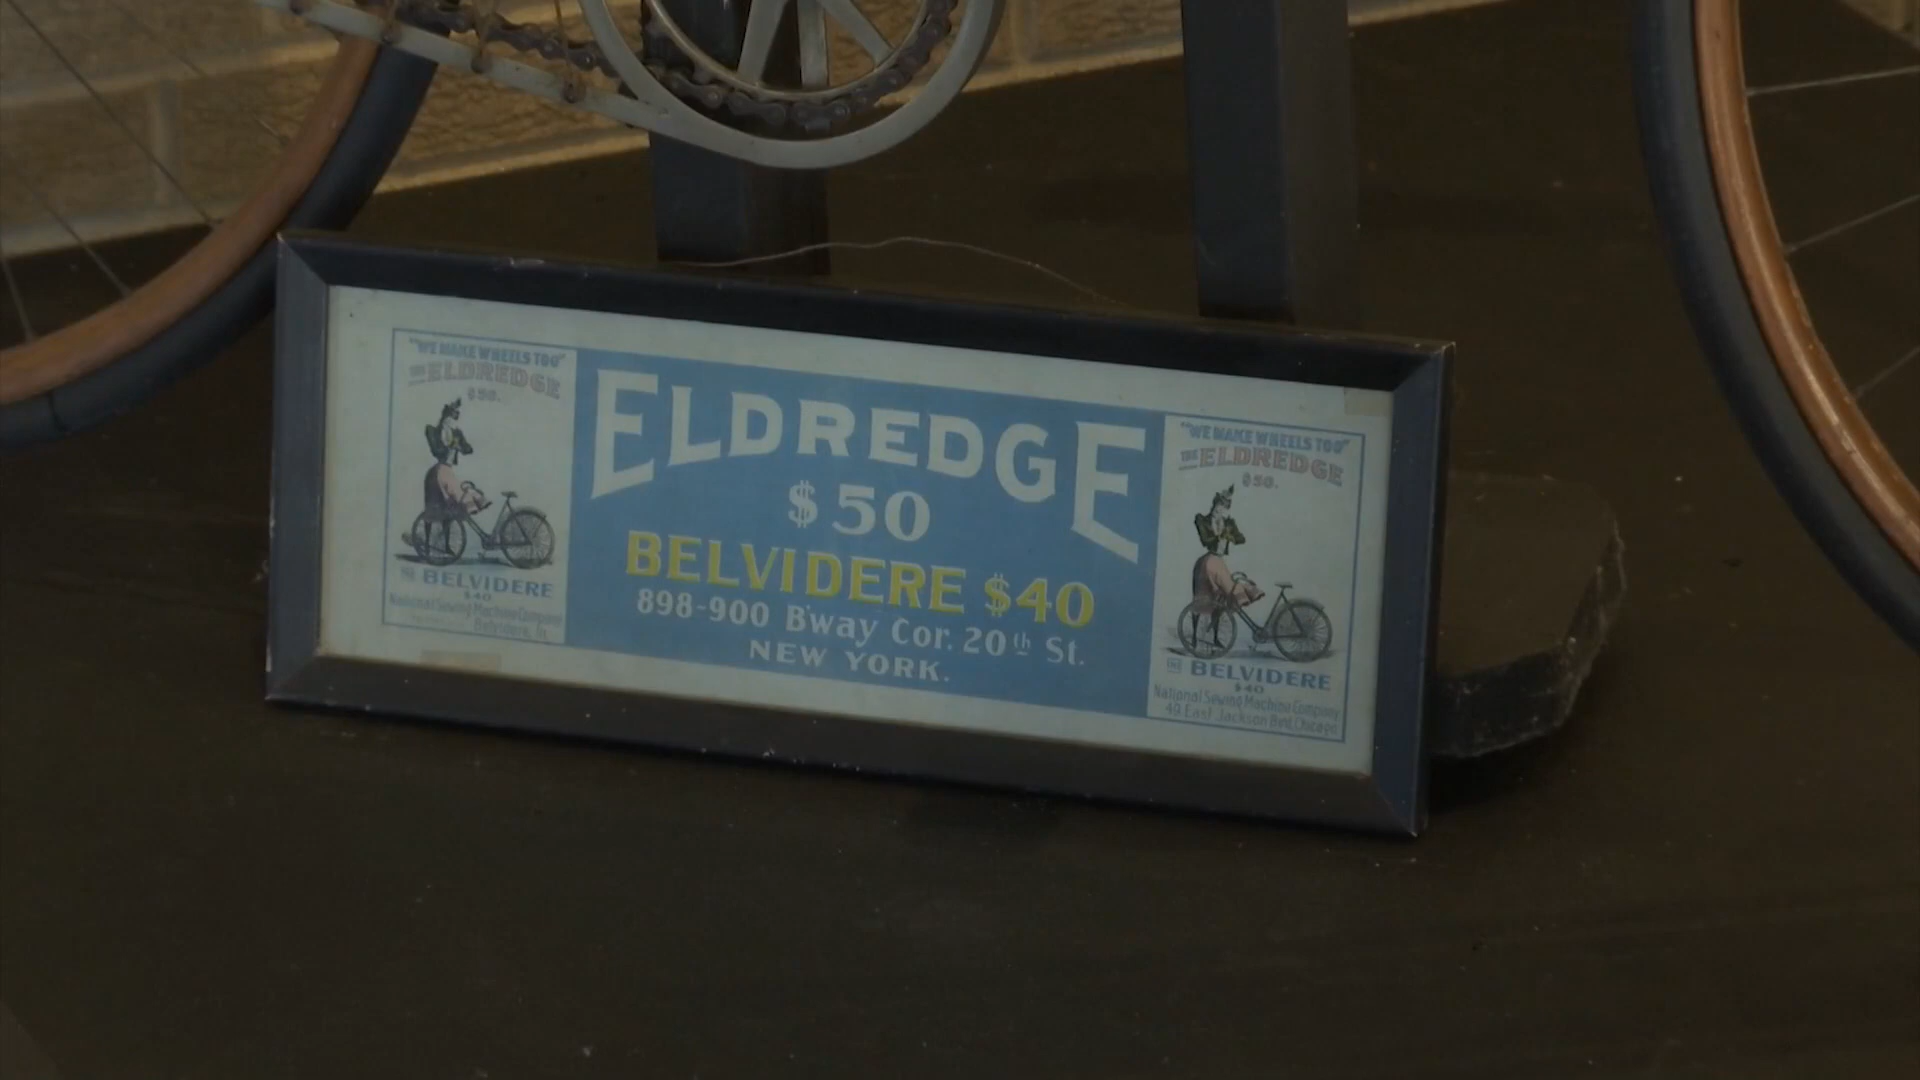 "WE MAKE WHEELS TOO"
THE ELDREDGE
$50.
THE BELVIDERE
$40
National Sewing Machine Company
Belvidere, Ill.
ELDREDGE
$50
BELVIDERE $40
898-900 B'way Cor. 20th St.
NEW YORK.
"WE MAKE WHEELS TOO"
THE ELDREDGE
$50.
THE BELVIDERE
$40
National Sewing Machine Company
49 East Jackson Blvd, Chicago